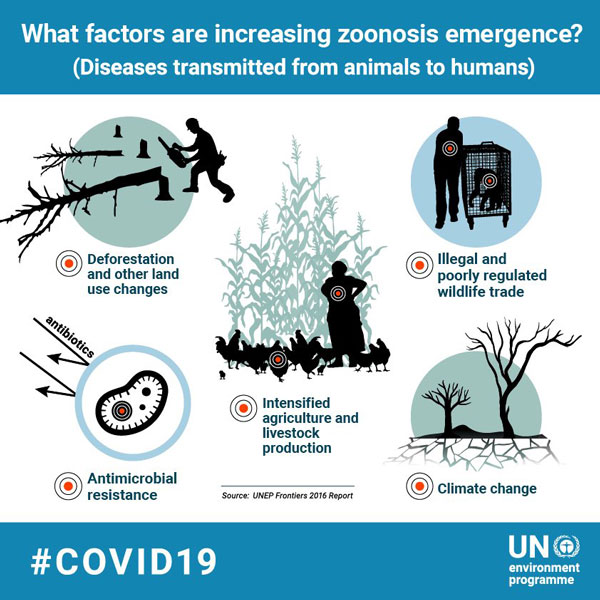 What factors are increasing zoonosis emergence?
(Diseases transmitted from animals to humans)
Deforestation
and other land
use changes
Illegal and
poorly regulated
wildlife trade
antibiotics
Intensified
agriculture and
livestock
production
Antimicrobial
resistance
Source: UNEP Frontiers 2016 Report
Climate change
#COVID19
UN
environment
programme